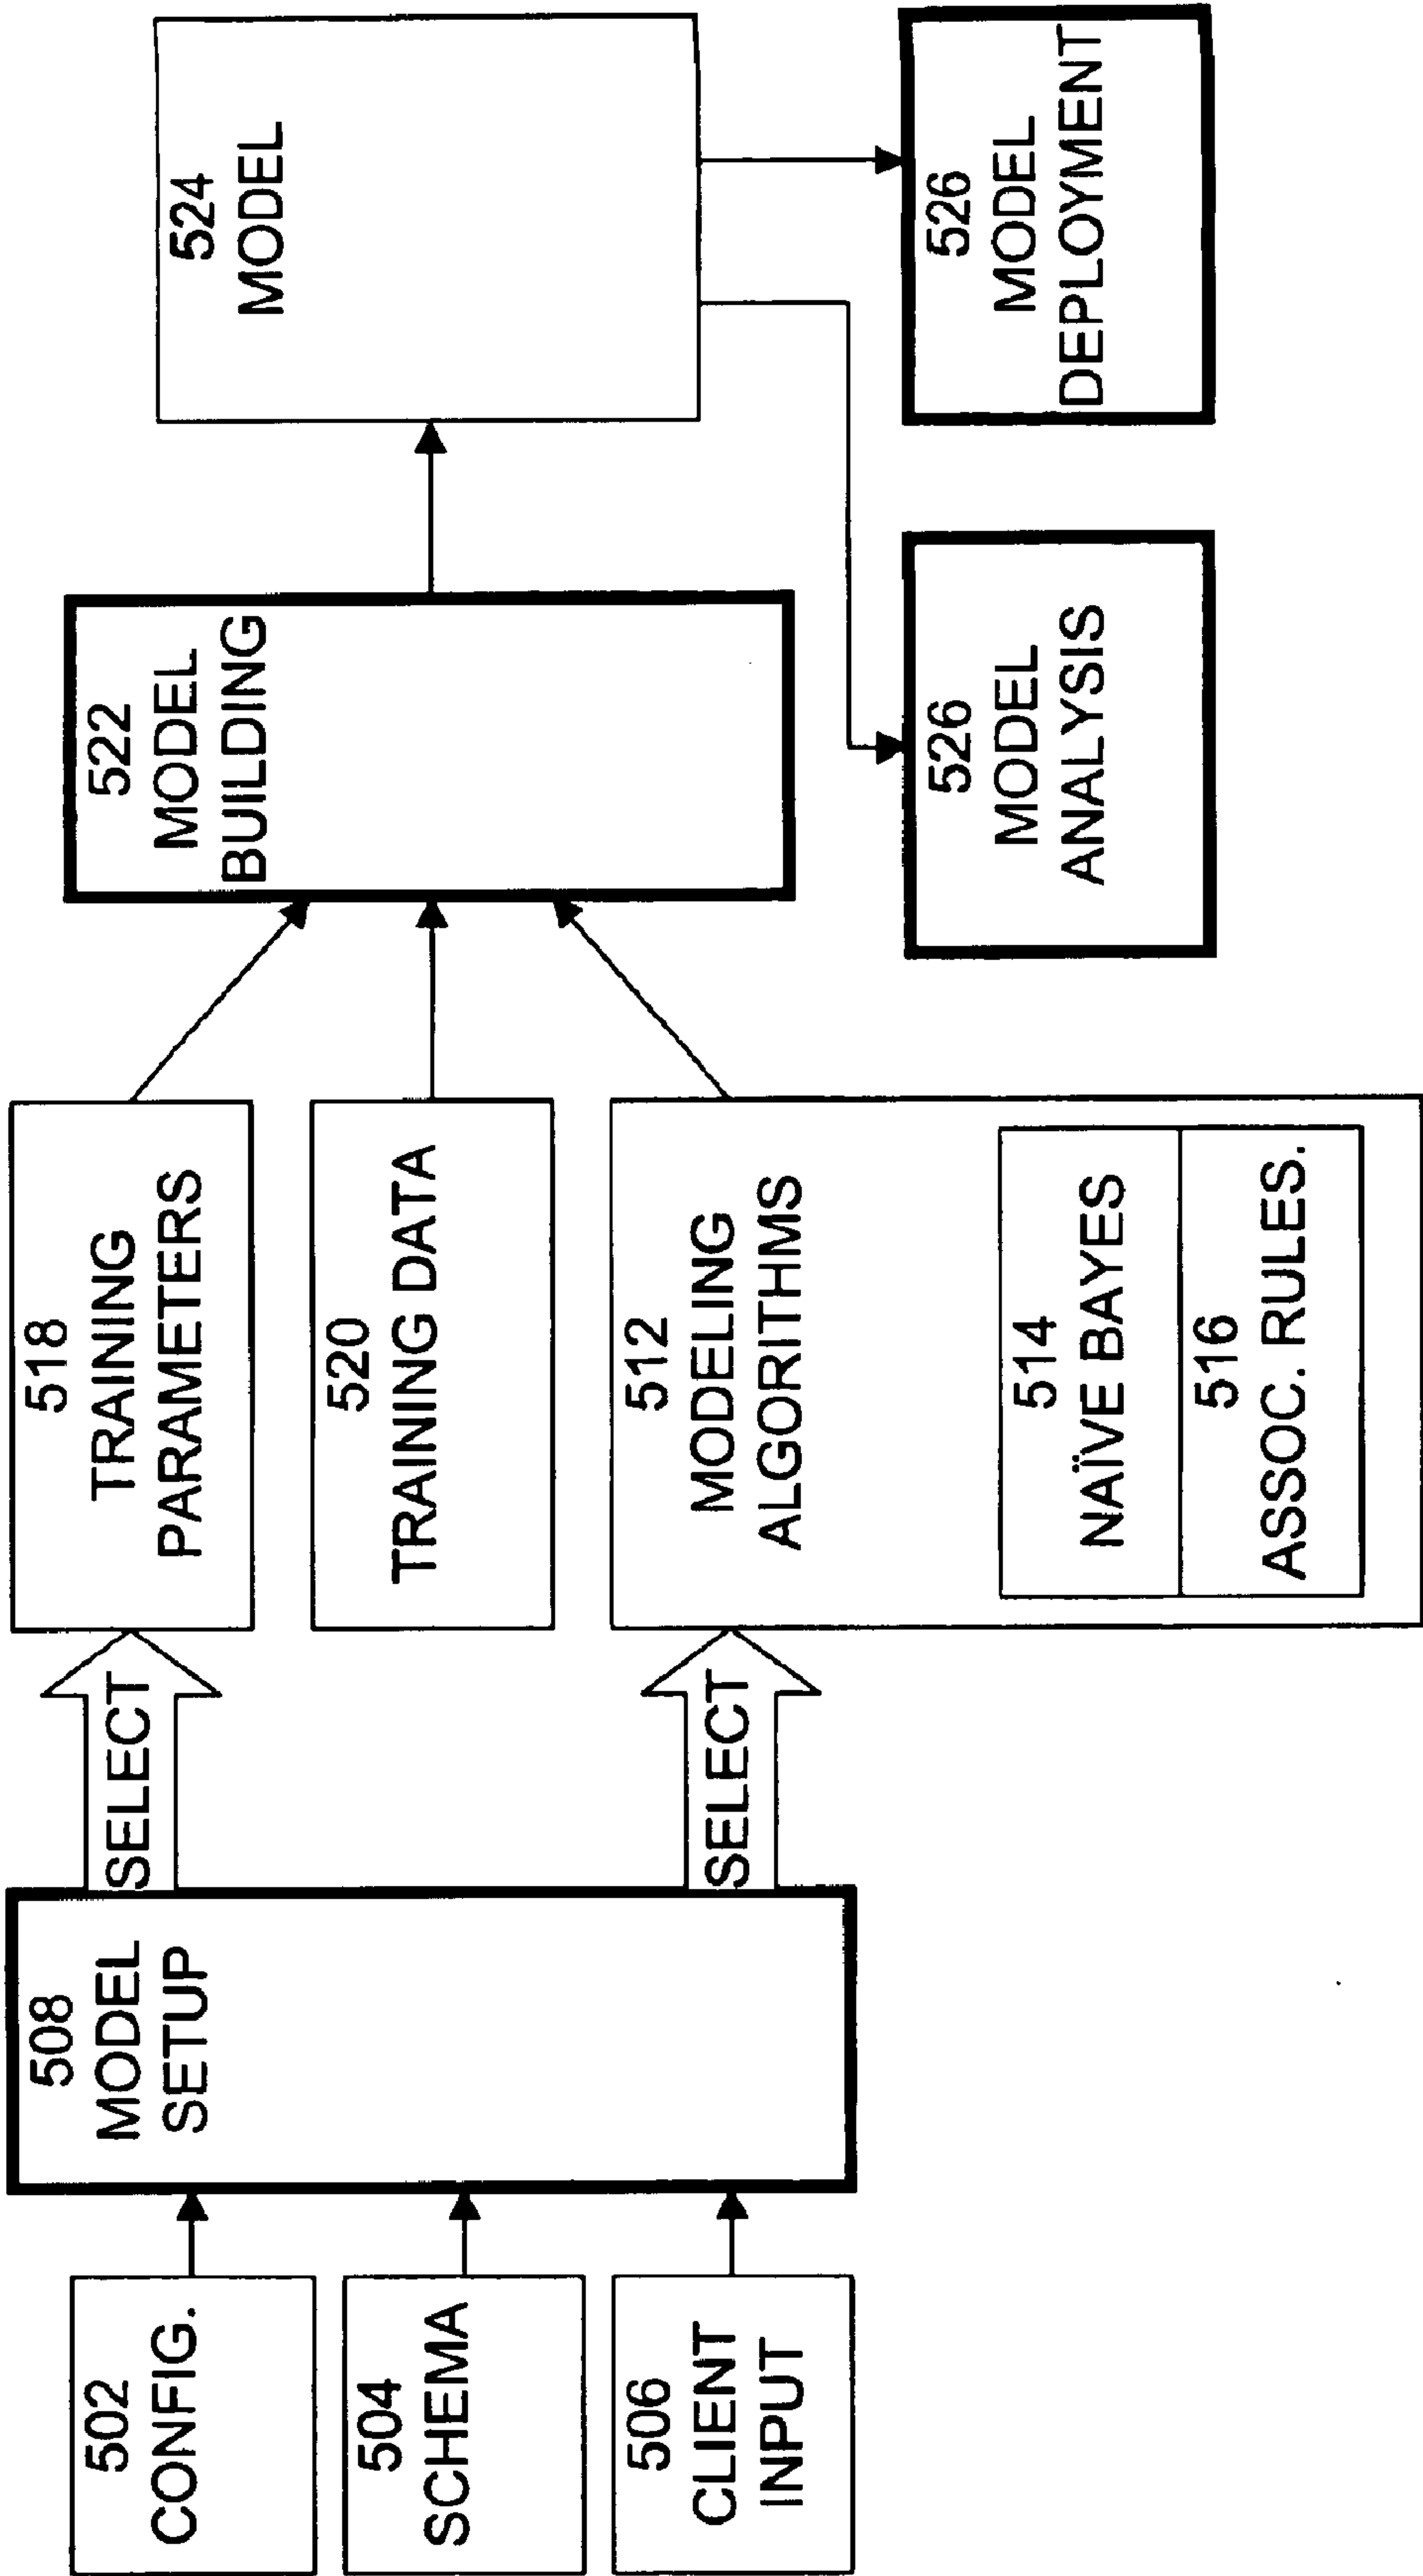 502
CONFIG.
504
SCHEMA
506
CLIENT
INPUT
508
MODEL
SETUP
SELECT
SELECT
518
TRAINING
PARAMETERS
520
TRAINING DATA
512
MODELING
ALGORITHMS
514
NAÏVE BAYES
516
ASSOC. RULES.
522
MODEL
BUILDING
524
MODEL
526
MODEL
ANALYSIS
526
MODEL
DEPLOYMENT